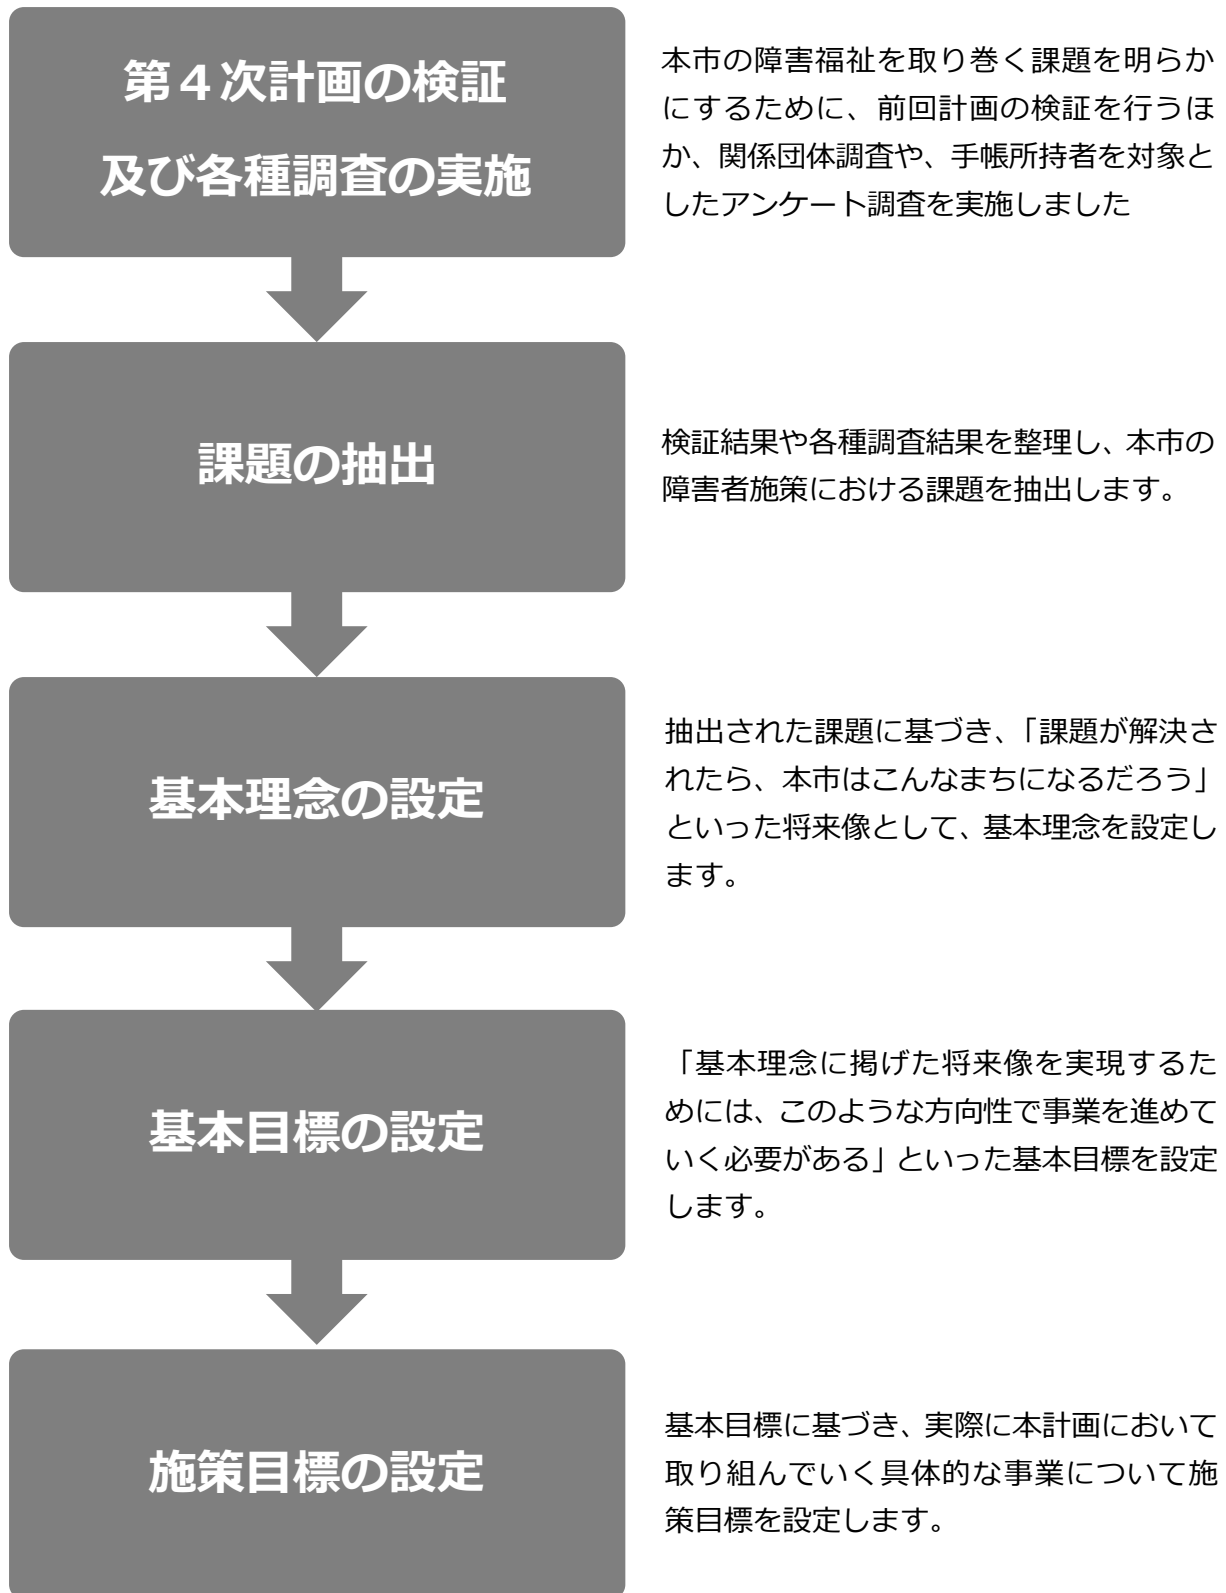 第４次計画の検証
及び各種調査の実施
本市の障害福祉を取り巻く課題を明らか
にするために、前回計画の検証を行うほ
か、関係団体調査や、手帳所持者を対象と
したアンケート調査を実施しました
課題の抽出
検証結果や各種調査結果を整理し、本市の
障害者施策における課題を抽出します。
基本理念の設定
抽出された課題に基づき、「課題が解決さ
れたら、本市はこんなまちになるだろう」
といった将来像として、基本理念を設定し
ます。
基本目標の設定
「基本理念に掲げた将来像を実現するた
めには、このような方向性で事業を進めて
いく必要がある」といった基本目標を設定
します。
施策目標の設定
基本目標に基づき、実際に本計画において
取り組んでいく具体的な事業について施
策目標を設定します。